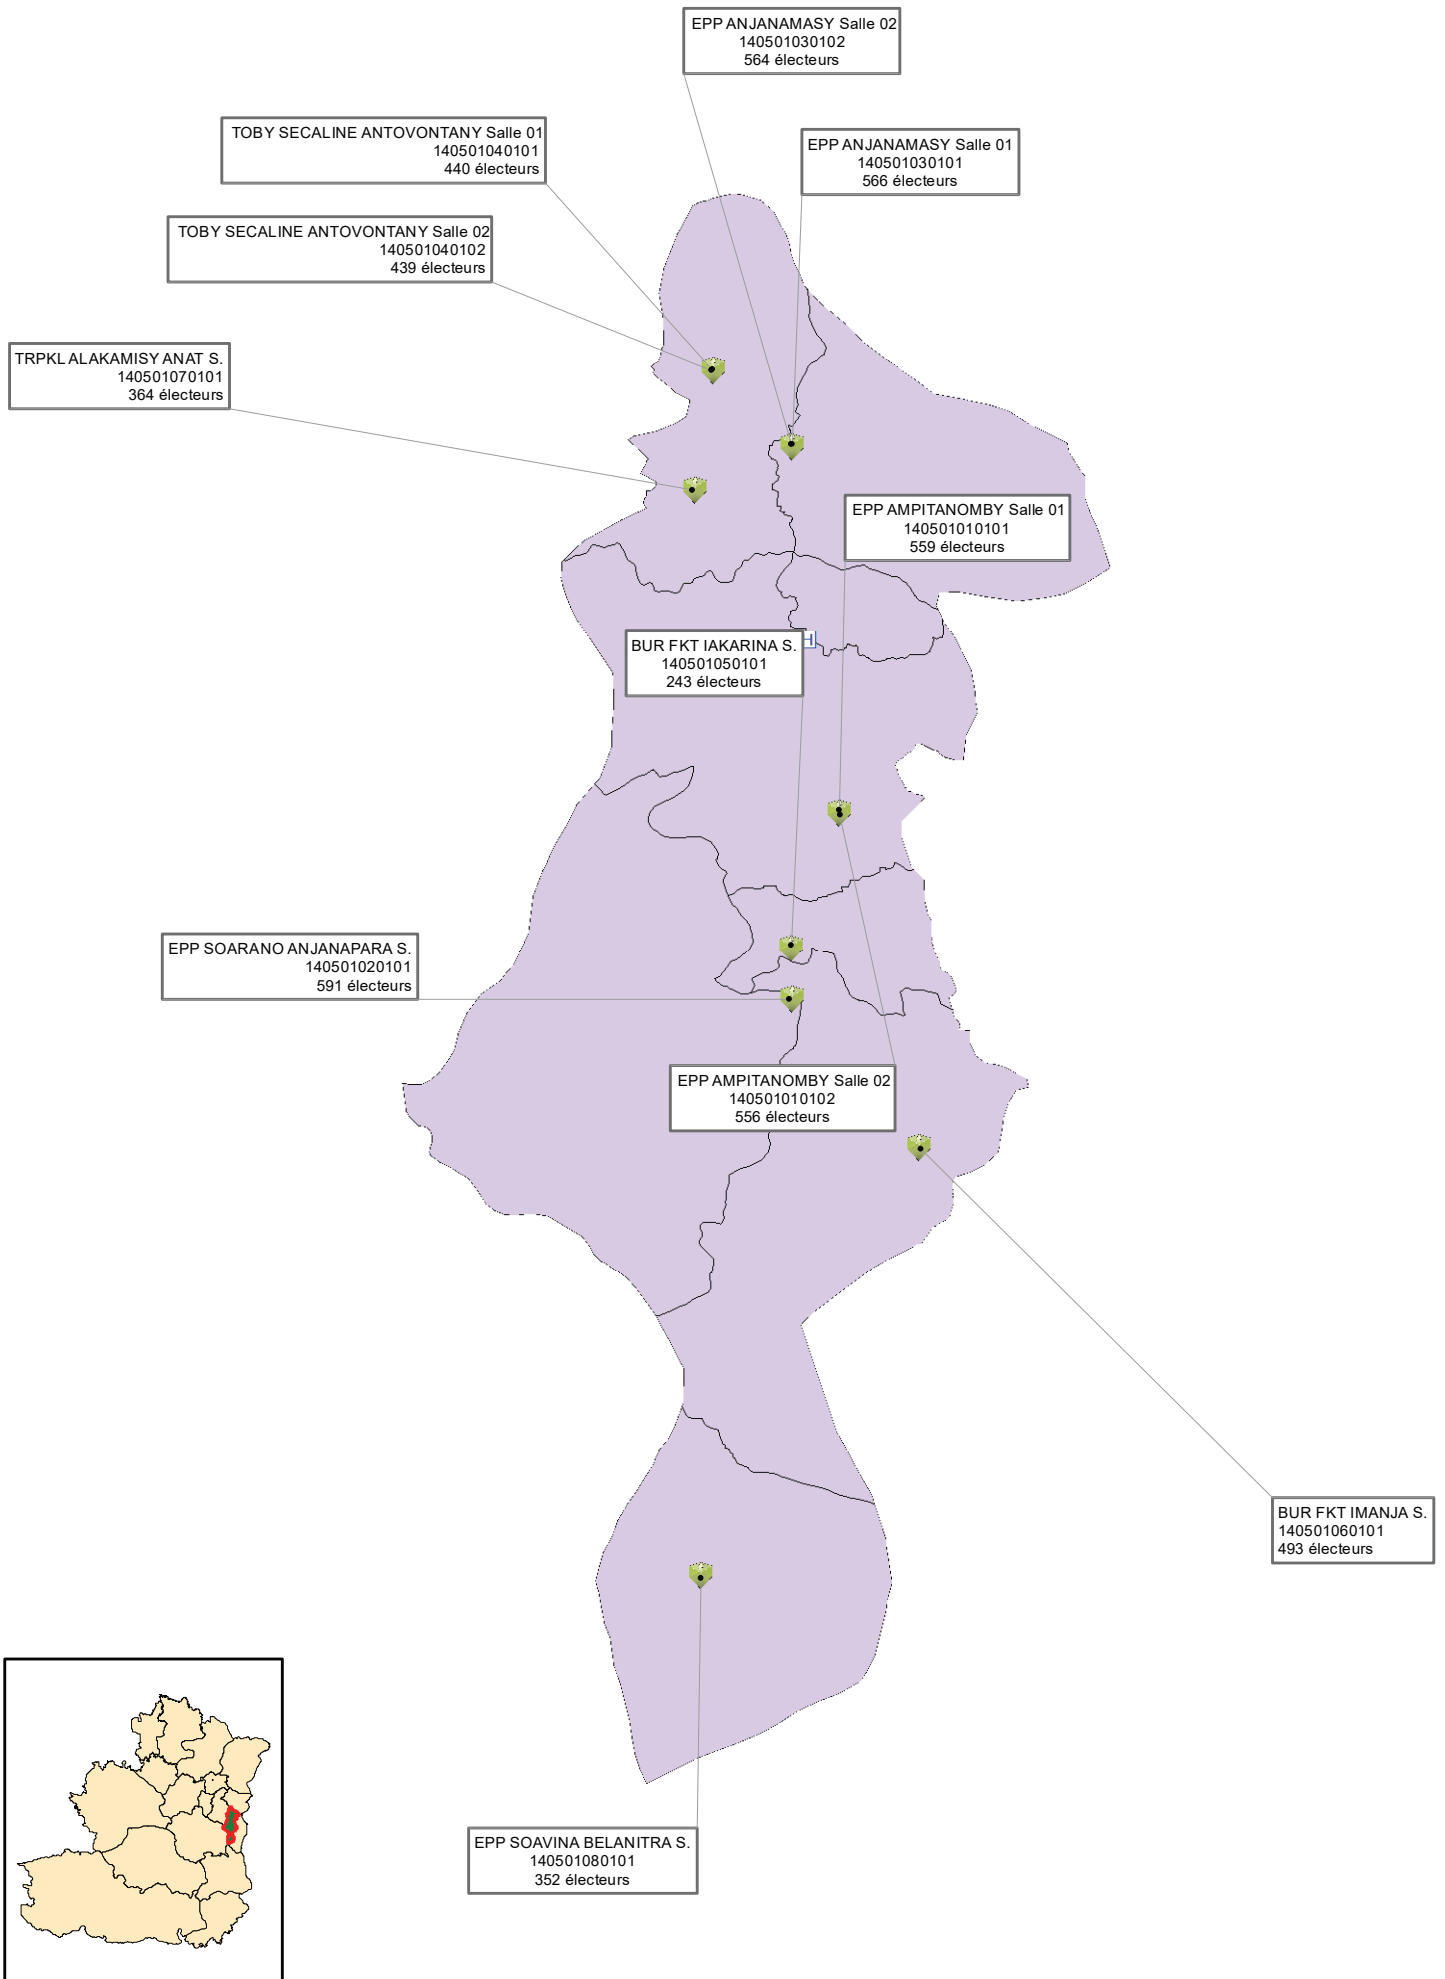 EPP ANJANAMASY Salle 02
140501030102
564 électeurs
TOBY SECALINE ANTOVONTANY Salle 01
140501040101
440 électeurs
EPP ANJANAMASY Salle 01
140501030101
566 électeurs
TOBY SECALINE ANTOVONTANY Salle 02
140501040102
439 électeurs
TRPKL ALAKAMISY ANAT S.
140501070101
364 électeurs
EPP AMPITANOMBY Salle 01
140501010101
559 électeurs
BUR FKT IAKARINA S.
140501050101
243 électeurs
H
EPP SOARANO ANJANAPARA S.
140501020101
591 électeurs
EPP AMPITANOMBY Salle 02
140501010102
556 électeurs
BUR FKT IMANJA S.
140501060101
493 électeurs
EPP SOAVINA BELANITRA S.
140501080101
352 électeurs